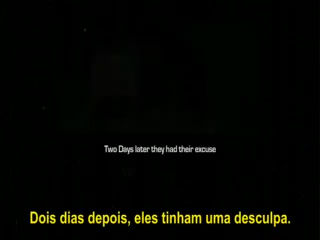 Two Days later they had their excuse
Dois dias depois, eles tinham uma desculpa.